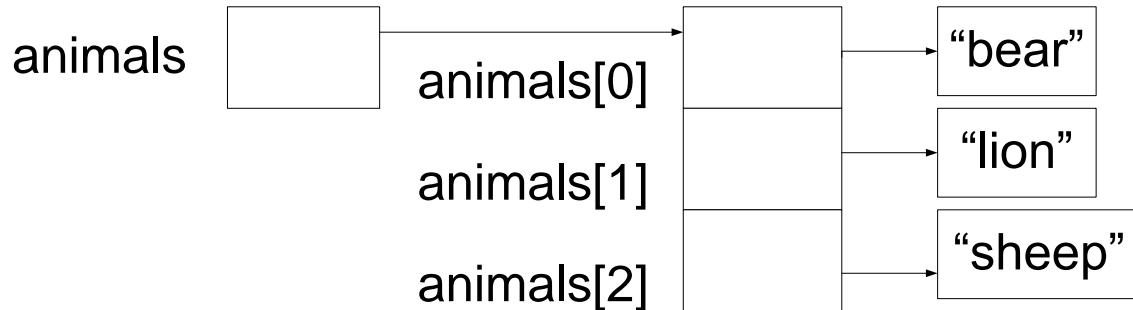 animals
animals[0]
“bear”
animals[1]
“lion”
animals[2]
“sheep”